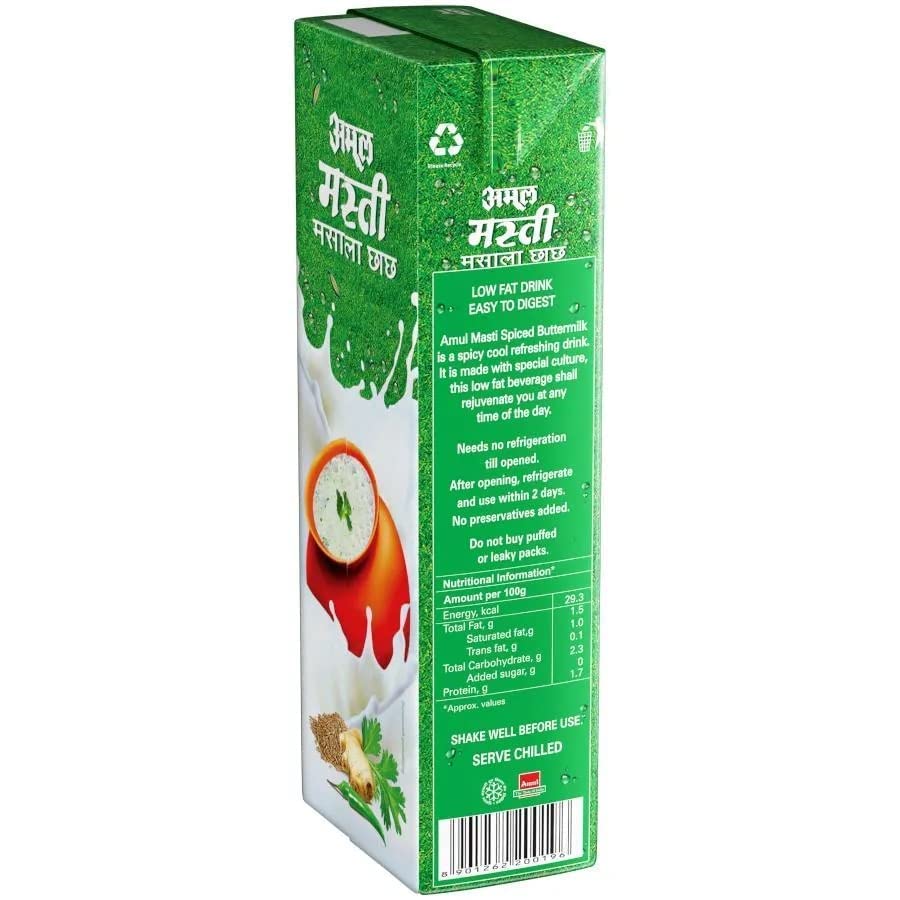 अमूल
मस्ती
मसाला छाछ
Please Recycle
अमूल
मस्ती
मसाला छाछ
LOW FAT DRINK
EASY TO DIGEST
Amul Masti Spiced Buttermilk
is a spicy cool refreshing drink.
It is made with special culture,
this low fat beverage shall
rejuvenate you at any
time of the day.
Needs no refrigeration
till opened.
After opening, refrigerate
and use within 2 days.
No preservatives added.
Do not buy puffed
or leaky packs.
Nutritional Information*
Amount per 100g
Energy, kcal 29.3
Total Fat, g 1.5
Saturated fat,g 1.0
Trans fat, g 0.1
Total Carbohydrate, g 2.3
Added sugar, g 0
Protein, g 1.7
*Approx. values
SHAKE WELL BEFORE USE.
SERVE CHILLED
Amul
8 901262 200196